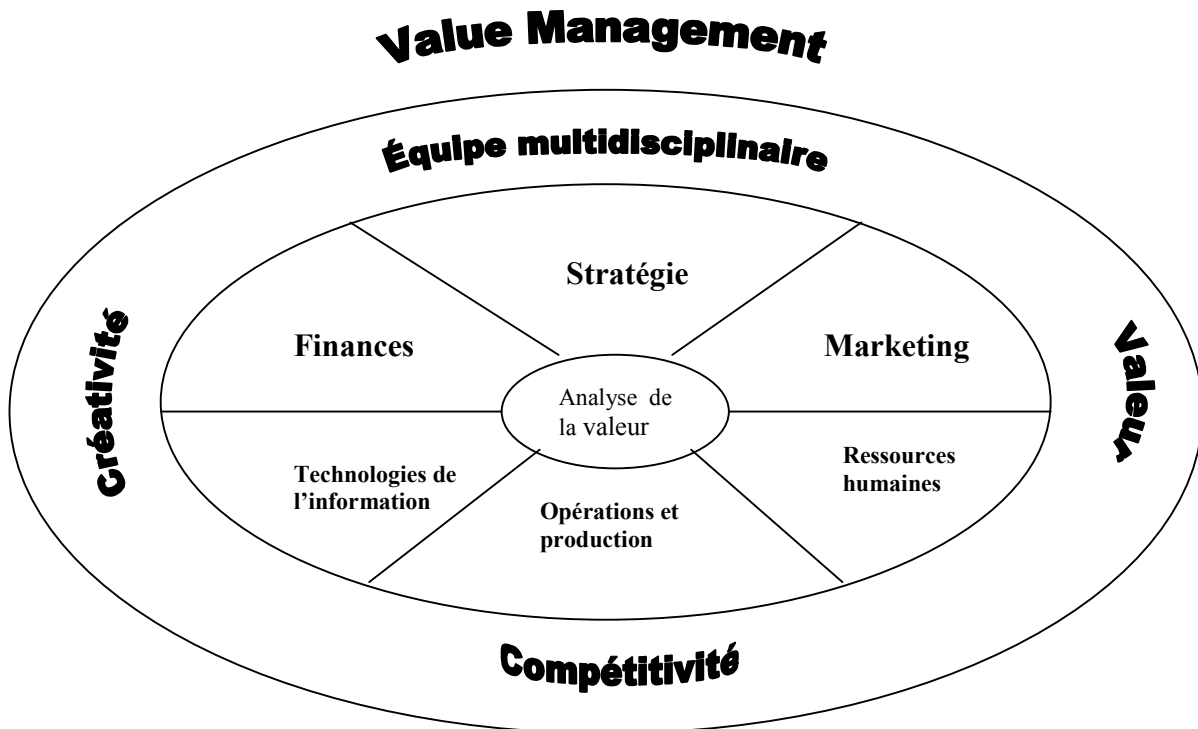 Value Management
Équipe multidisciplinaire
Stratégie
Finances
Marketing
Créativité
Valeur
Analyse de
la valeur
Technologies de
l'information
Ressources
humaines
Opérations et
production
Compétitivité